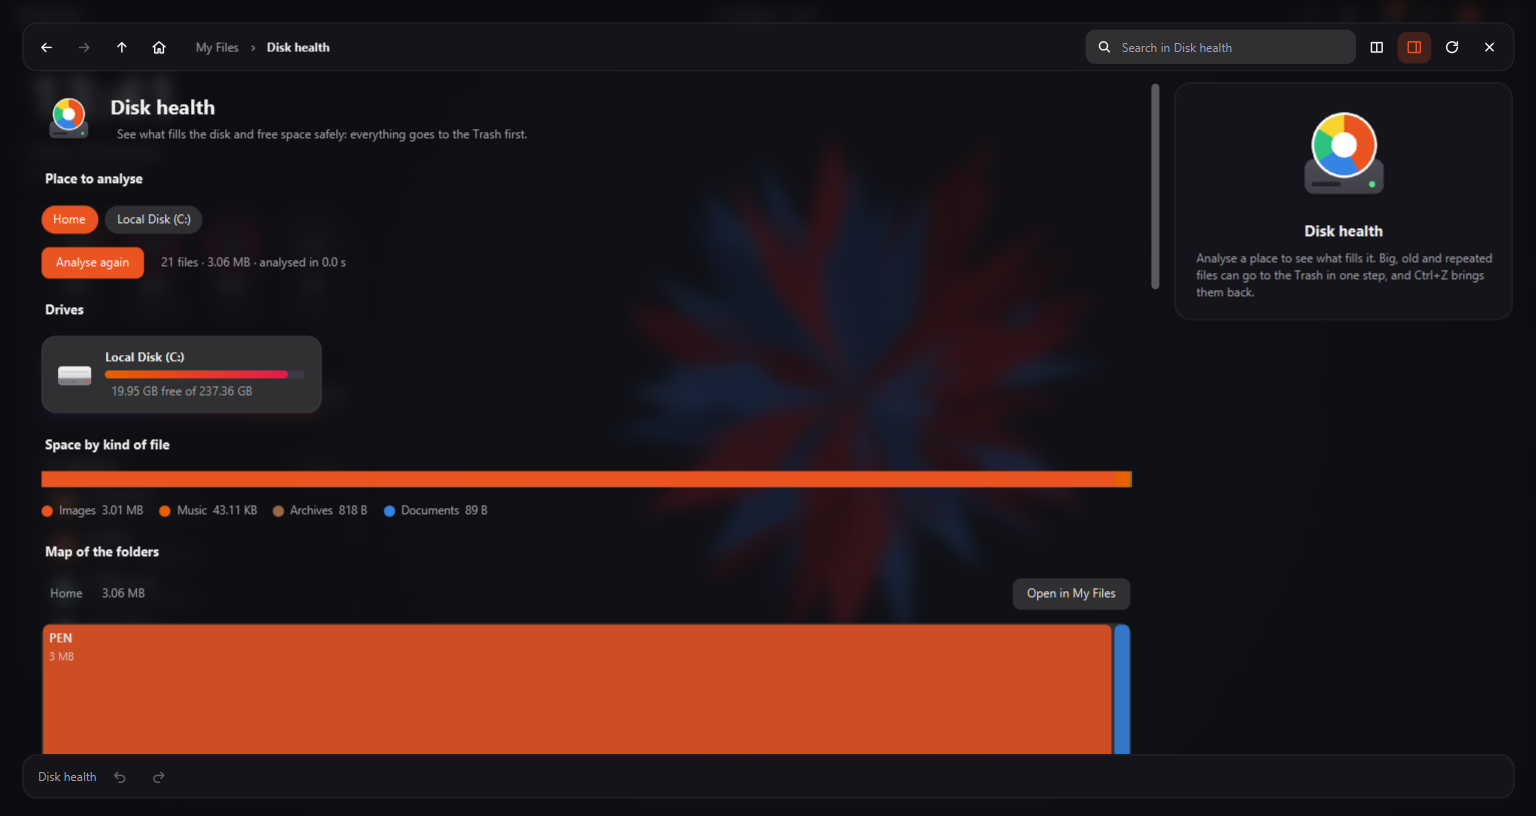 My Files › Disk health
Search in Disk health
Disk health
See what fills the disk and free space safely: everything goes to the Trash first.
Place to analyse
Home
Local Disk (C:)
Analyse again
21 files · 3.06 MB · analysed in 0.0 s
Drives
Local Disk (C:)
19.95 GB free of 237.36 GB
Space by kind of file
Images 3.01 MB
Music 43.11 KB
Archives 818 B
Documents 89 B
Map of the folders
Home 3.06 MB
Open in My Files
PEN
3 MB
Disk health
Analyse a place to see what fills it. Big, old and repeated
files can go to the Trash in one step, and Ctrl+Z brings
them back.
Disk health